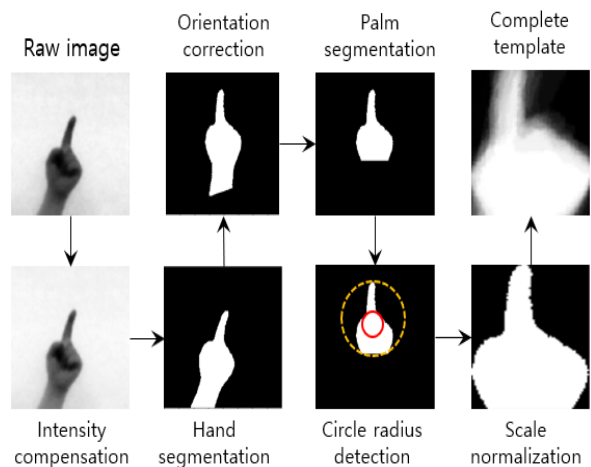 Raw image
Orientation
correction
Palm
segmentation
Complete
template
Intensity
compensation
Hand
segmentation
Circle radius
detection
Scale
normalization